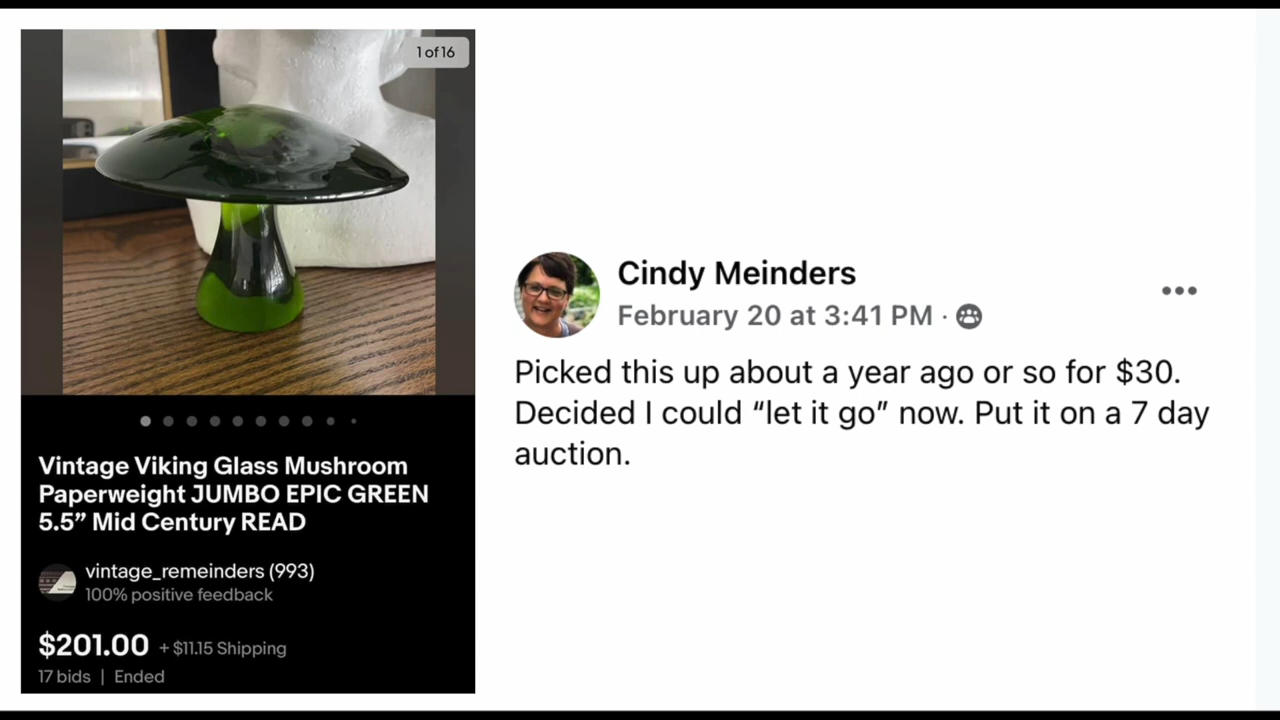 1 of 16
Vintage Viking Glass Mushroom
Paperweight JUMBO EPIC GREEN
5.5” Mid Century READ
vintage_remeinders (993)
100% positive feedback
$201.00 + $11.15 Shipping
17 bids | Ended
Cindy Meinders
February 20 at 3:41 PM ·
Picked this up about a year ago or so for $30.
Decided I could “let it go” now. Put it on a 7 day
auction.